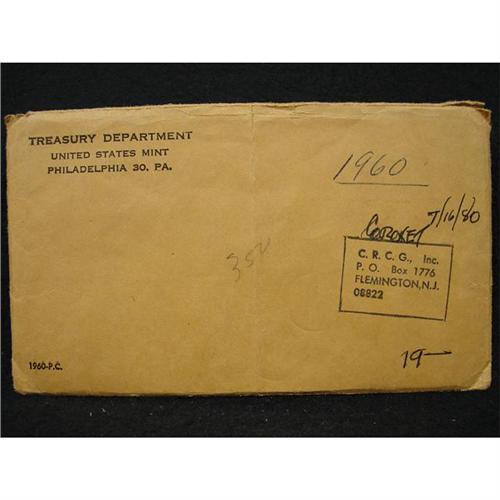 TREASURY DEPARTMENT
UNITED STATES MINT
PHILADELPHIA 30, PA.
1960
7/16/80
C. R. C. G., Inc.
P. O. Box 1776
FLEMINGTON, N.J.
08822
19—
1960-P.C.